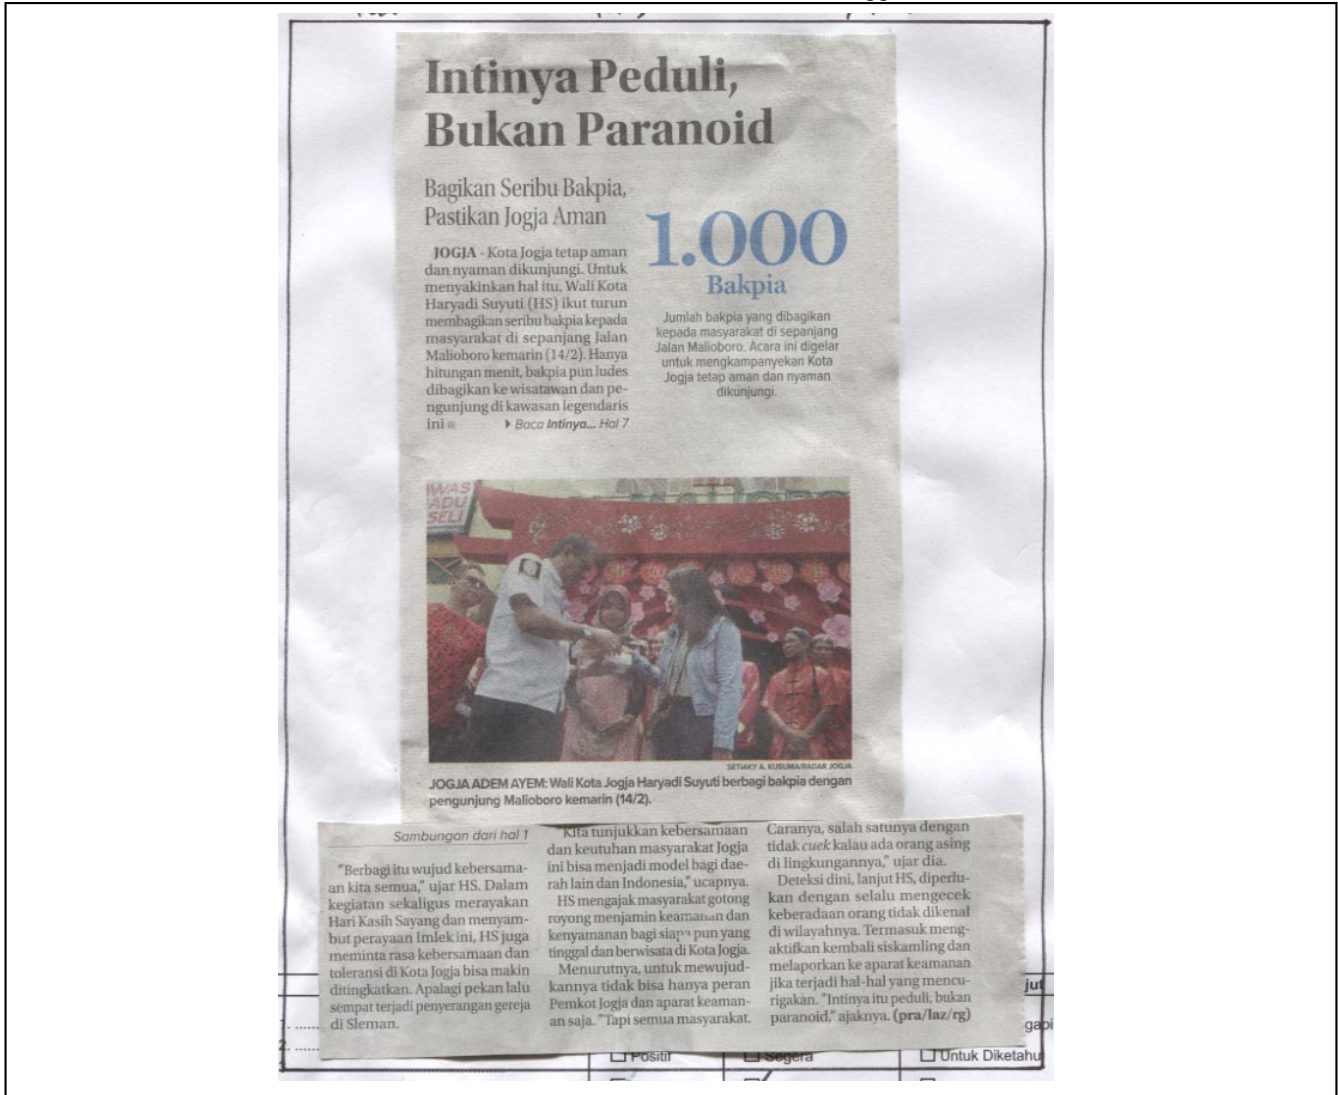 Intinya Peduli,
Bukan Paranoid
Bagikan Seribu Bakpia,
Pastikan Jogja Aman
JOGJA - Kota Jogja tetap aman
dan nyaman dikunjungi. Untuk
menyakinkan hal itu, Wali Kota
Haryadi Suyuti (HS) ikut turun
membagikan seribu bakpia kepada
masyarakat di sepanjang Jalan
Malioboro kemarin (14/2). Hanya
hitungan menit, bakpia pun ludes
dibagikan ke wisatawan dan pe-
ngunjung di kawasan legendaris
ini
Baca Intinya... Hal 7
1.000
Bakpia
Jumlah bakpia yang dibagikan
kepada masyarakat di sepanjang
Jalan Malioboro. Acara ini digelar
untuk mengkampanyekan Kota
Jogja tetap aman dan nyaman
dikunjungi.
WAS
ADU
SELI
SETIAKY A. KUSUMA/RADAR JOGJA
JOGJA ADEM AYEM: Wali Kota Jogja Haryadi Suyuti berbagi bakpia dengan
pengunjung Malioboro kemarin (14/2).
Sambungan dari hal 1
"Berbagi itu wujud kebersama-
an kita semua," ujar HS. Dalam
kegiatan sekaligus merayakan
Hari Kasih Sayang dan menyam-
but perayaan Imlek ini, HS juga
meminta rasa kebersamaan dan
toleransi di Kota Jogja bisa makin
ditingkatkan. Apalagi pekan lalu
sempat terjadi penyerangan gereja
di Sleman.
"Kita tunjukkan kebersamaan
dan keutuhan masyarakat Jogja
ini bisa menjadi model bagi dae-
rah lain dan Indonesia," ucapnya.
HS mengajak masyarakat gotong
royong menjamin keamanan dan
kenyamanan bagi siapa pun yang
tinggal dan berwisata di Kota Jogja.
Menurutnya, untuk mewujud-
kannya tidak bisa hanya peran
Pemkot Jogja dan aparat keaman-
an saja. "Tapi semua masyarakat.
Caranya, salah satunya dengan
tidak cuek kalau ada orang asing
di lingkungannya," ujar dia.
Deteksi dini, lanjut HS, diperlu-
kan dengan selalu mengecek
keberadaan orang tidak dikenal
di wilayahnya. Termasuk meng-
aktifkan kembali siskamling dan
melaporkan ke aparat keamanan
jika terjadi hal-hal yang mencu-
rigakan. "Intinya itu peduli, bukan
paranoid," ajaknya. (pra/laz/rg)
jut
1. ......
gapi
2. ......
Positif
Segera
Untuk Diketahu